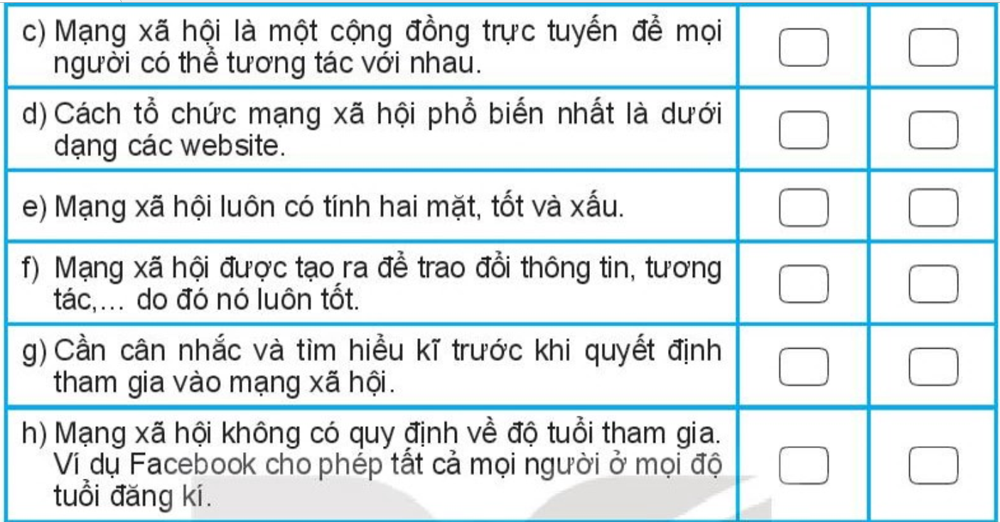 c) Mạng xã hội là một cộng đồng trực tuyến để mọi
người có thể tương tác với nhau.
d) Cách tổ chức mạng xã hội phổ biến nhất là dưới
dạng các website.
e) Mạng xã hội luôn có tính hai mặt, tốt và xấu.
f) Mạng xã hội được tạo ra để trao đổi thông tin, tương
tác,... do đó nó luôn tốt.
g) Cần cân nhắc và tìm hiểu kĩ trước khi quyết định
tham gia vào mạng xã hội.
h) Mạng xã hội không có quy định về độ tuổi tham gia.
Ví dụ Facebook cho phép tất cả mọi người ở mọi độ
tuổi đăng kí.